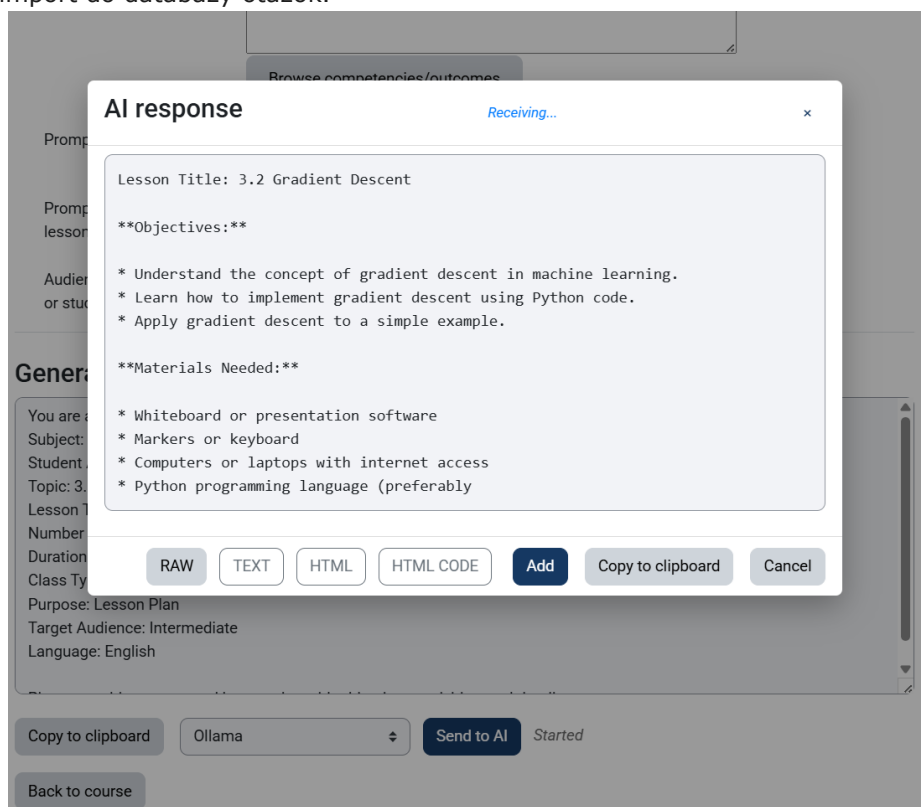 import do databázy otázok.
Browse competencies/outcomes
AI response
Receiving...
×
Promp
Lesson Title: 3.2 Gradient Descent
Promp
lesson
**Objectives:**
Audien
or stud
* Understand the concept of gradient descent in machine learning.
* Learn how to implement gradient descent using Python code.
* Apply gradient descent to a simple example.
**Materials Needed:**
Genera
* Whiteboard or presentation software
* Markers or keyboard
* Computers or laptops with internet access
* Python programming language (preferably
You are a
Subject:
Student
Topic: 3.
Lesson T
Number
Duration
Class Ty
RAW TEXT HTML HTML CODE Add Copy to clipboard Cancel
Purpose: Lesson Plan
Target Audience: Intermediate
Language: English
Copy to clipboard Ollama Send to AI Started
Back to course